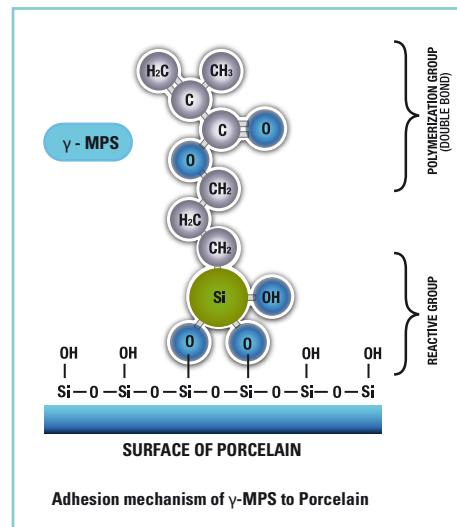 H₂C CH₃
C
C O
γ - MPS
O
CH₂
H₂C
CH₂
Si OH
O O
OH OH OH OH
Si — O — Si — O — Si — O — Si — O — Si — O — Si
SURFACE OF PORCELAIN
Adhesion mechanism of γ-MPS to Porcelain
POLYMERIZATION GROUP
(DOUBLE BOND)
REACTIVE GROUP